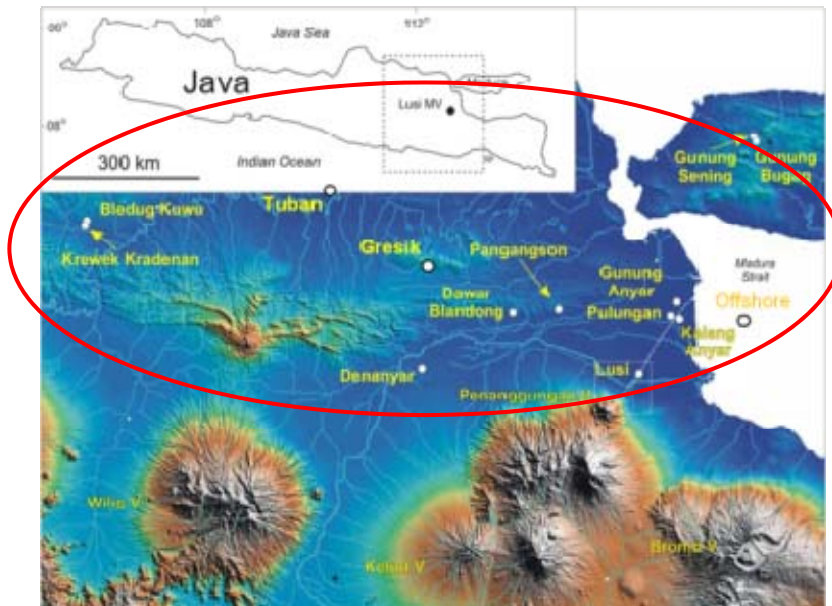 108°
112°
06°
Java Sea
Java
Lusi MV
08°
300 km
Indian Ocean
Gunung
Sening
Gunung
Bugan
Bledug Kuwu
Tuban
Krewek Kradenan
Gresik
Pangangson
Gunung
Anyar
Madura
Strait
Dawar
Blandong
Pulungan
Offshore
Kalang
Anyar
Denanyar
Lusi
Penanggungan V.
Wilis V.
Kelud V.
Bromo V.